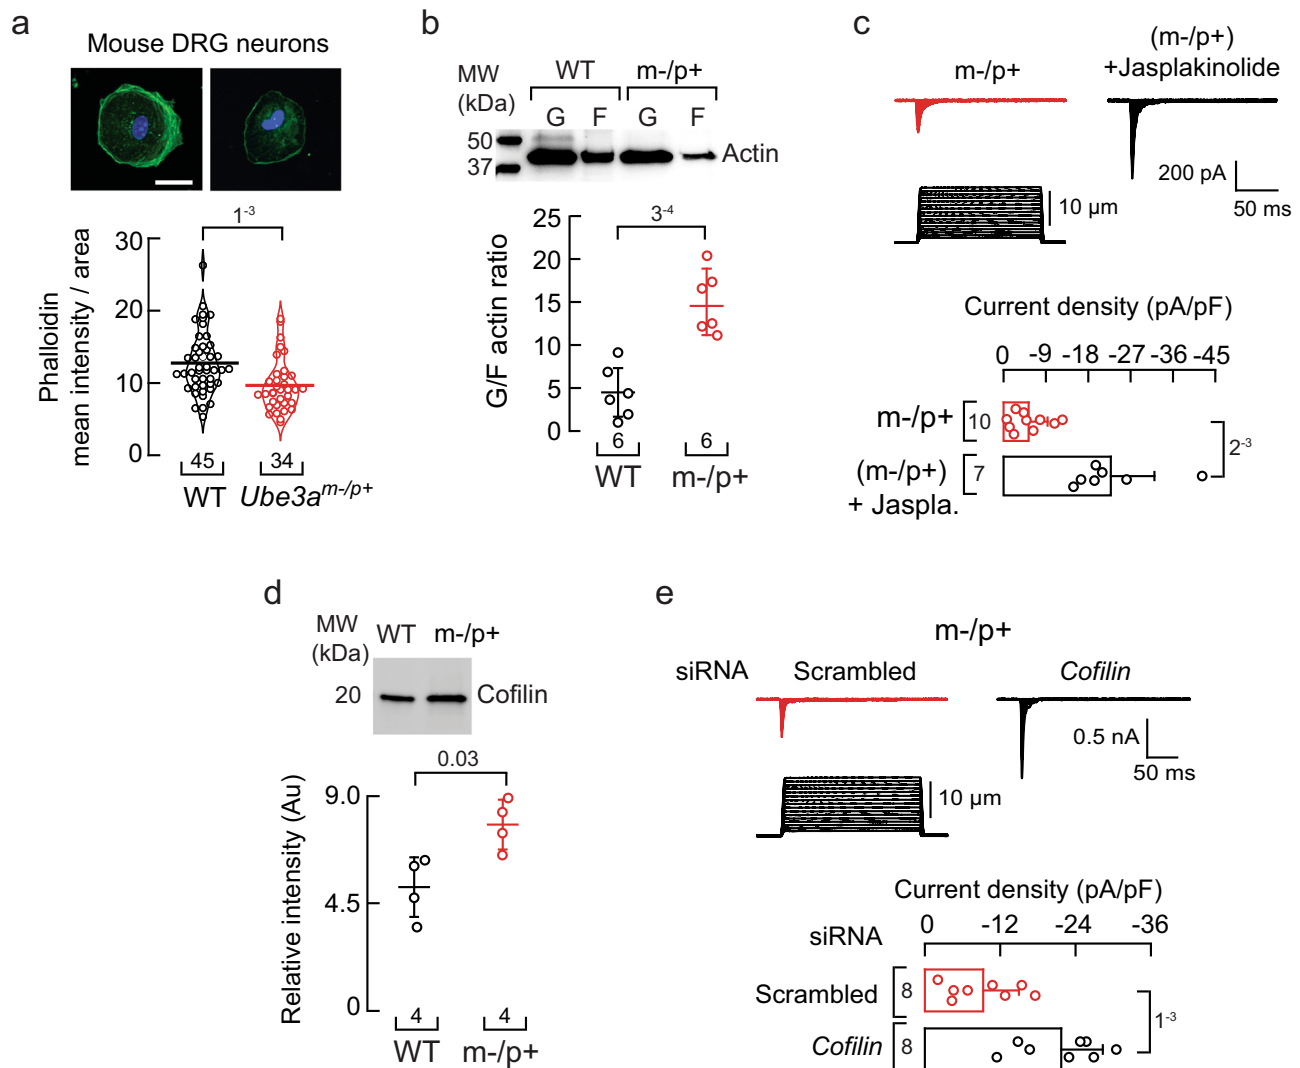 a
Mouse DRG neurons
1-3
Phalloidin
mean intensity / area
30
20
10
0
45
34
WT
Ube3a m-/p+
b
MW
(kDa)
WT
m-/p+
G
F
G
F
50
37
Actin
3-4
G/F actin ratio
25
20
15
10
5
0
6
6
WT
m-/p+
c
m-/p+
(m-/p+)
+Jasplakinolide
200 pA
50 ms
10 µm
Current density (pA/pF)
0 -9 -18 -27 -36 -45
m-/p+
10
(m-/p+)
+ Jaspla.
7
2-3
d
MW
(kDa)
WT
m-/p+
20
Cofilin
0.03
Relative intensity (Au)
9.0
4.5
0
4
4
WT
m-/p+
e
m-/p+
siRNA
Scrambled
Cofilin
0.5 nA
50 ms
10 µm
Current density (pA/pF)
0 -12 -24 -36
siRNA
Scrambled
8
Cofilin
8
1-3